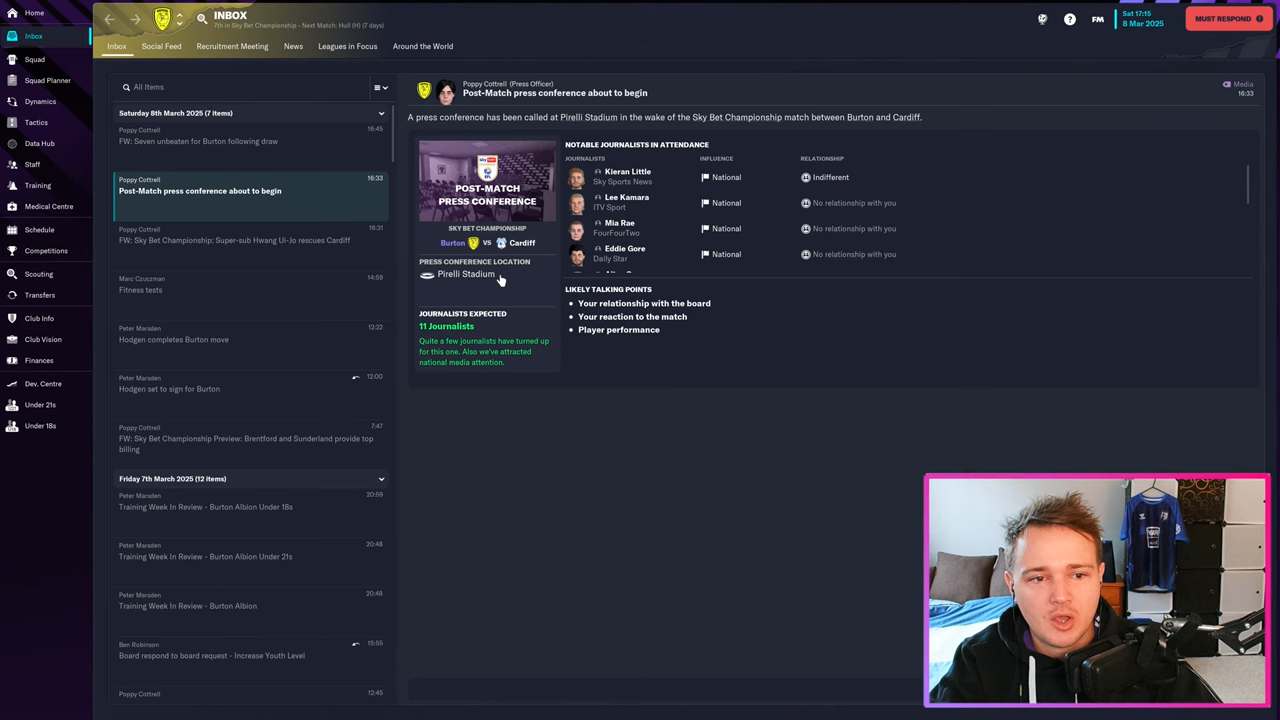 Home
Inbox
Squad
Squad Planner
Dynamics
Tactics
Data Hub
Staff
Training
Medical Centre
Schedule
Competitions
Scouting
Transfers
Club Info
Club Vision
Finances
Dev. Centre
Under 21s
Under 18s
INBOX
7th in Sky Bet Championship - Next Match: Hull (H) (7 days)
FM
Sat 17:15
8 Mar 2025
MUST RESPOND
Inbox
Social Feed
Recruitment Meeting
News
Leagues in Focus
Around the World
All Items
Saturday 8th March 2025 (7 items)
Poppy Cottrell 16:45
FW: Seven unbeaten for Burton following draw
Poppy Cottrell 16:33
Post-Match press conference about to begin
Poppy Cottrell 16:31
FW: Sky Bet Championship: Super-sub Hwang Ui-Jo rescues Cardiff
Marc Czuczman 14:59
Fitness tests
Peter Marsden 12:22
Hodgen completes Burton move
Peter Marsden 12:00
Hodgen set to sign for Burton
Poppy Cottrell 7:47
FW: Sky Bet Championship Preview: Brentford and Sunderland provide top
billing
Friday 7th March 2025 (12 items)
Peter Marsden 20:59
Training Week In Review - Burton Albion Under 18s
Peter Marsden 20:48
Training Week In Review - Burton Albion Under 21s
Peter Marsden 20:48
Training Week In Review - Burton Albion
Ben Robinson 15:55
Board respond to board request - Increase Youth Level
Poppy Cottrell 12:45
Poppy Cottrell (Press Officer)
Post-Match press conference about to begin
Media
16:33
A press conference has been called at Pirelli Stadium in the wake of the Sky Bet Championship match between Burton and Cardiff.
POST-MATCH
PRESS CONFERENCE
SKY BET CHAMPIONSHIP
Burton VS Cardiff
PRESS CONFERENCE LOCATION
Pirelli Stadium
JOURNALISTS EXPECTED
11 Journalists
Quite a few journalists have turned up
for this one. Also we've attracted
national media attention.
NOTABLE JOURNALISTS IN ATTENDANCE
JOURNALISTS INFLUENCE RELATIONSHIP
Kieran Little
Sky Sports News
National
Indifferent
Lee Kamara
ITV Sport
National
No relationship with you
Mia Rae
FourFourTwo
National
No relationship with you
Eddie Gore
Daily Star
National
No relationship with you
LIKELY TALKING POINTS
Your relationship with the board
Your reaction to the match
Player performance